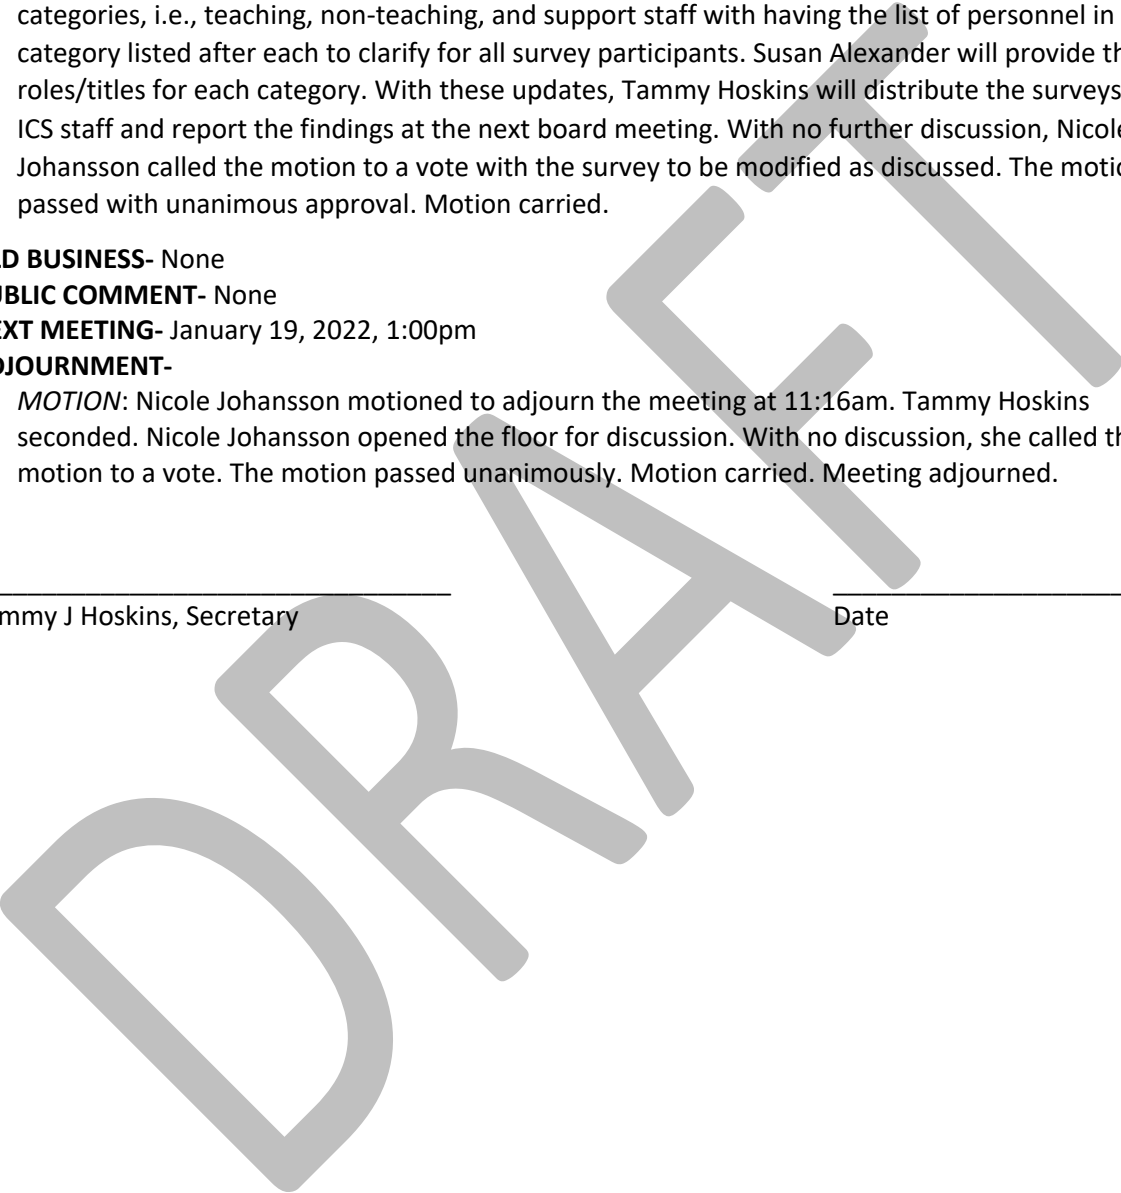 categories, i.e., teaching, non-teaching, and support staff with having the list of personnel in
category listed after each to clarify for all survey participants. Susan Alexander will provide th
roles/titles for each category. With these updates, Tammy Hoskins will distribute the surveys
ICS staff and report the findings at the next board meeting. With no further discussion, Nicole
Johansson called the motion to a vote with the survey to be modified as discussed. The motio
passed with unanimous approval. Motion carried.
LD BUSINESS- None
UBLIC COMMENT- None
EXT MEETING- January 19, 2022, 1:00pm
DJOURNMENT-
MOTION: Nicole Johansson motioned to adjourn the meeting at 11:16am. Tammy Hoskins
seconded. Nicole Johansson opened the floor for discussion. With no discussion, she called th
motion to a vote. The motion passed unanimously. Motion carried. Meeting adjourned.
mmy J Hoskins, Secretary Date
DRAFT